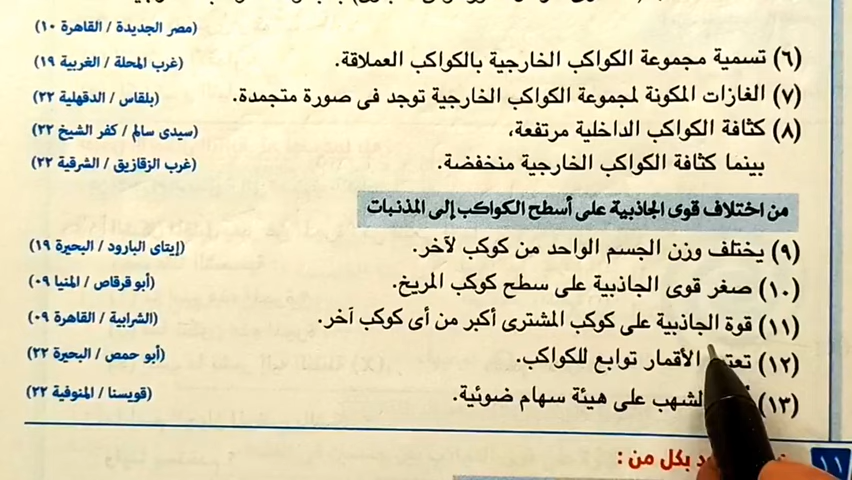 مصر الجديدة / القاهرة ١٠)
(٦) تسمية مجموعة الكواكب الخارجية بالكواكب العملاقة. (غرب المحلة / الغربية ١٩)
(٧) الغازات المكونة لمجموعة الكواكب الخارجية توجد فى صورة متجمدة. (بلقاس / الدقهلية ٢٢)
(٨) كثافة الكواكب الداخلية مرتفعة، (سيدى سالم / كفر الشيخ ٢٢)
بينما كثافة الكواكب الخارجية منخفضة. (غرب الزقازيق / الشرقية ٢٢)
من اختلاف قوى الجاذبية على أسطح الكواكب إلى المذنبات
(٩) يختلف وزن الجسم الواحد من كوكب لآخر. (إيتاى البارود / البحيرة ١٩)
(١٠) صغر قوى الجاذبية على سطح كوكب المريخ. (أبو قرقاص / المنيا ٠٩)
(١١) قوة الجاذبية على كوكب المشترى أكبر من أى كوكب آخر. (الشرابية / القاهرة ٠٩)
(١٢) الأقمار توابع للكواكب. (أبو حمص / البحيرة ٢٢)
(١٣) الشهب على هيئة سهام ضوئية. (قويسنا / المنوفية ٢٢)
١١ بكل من :